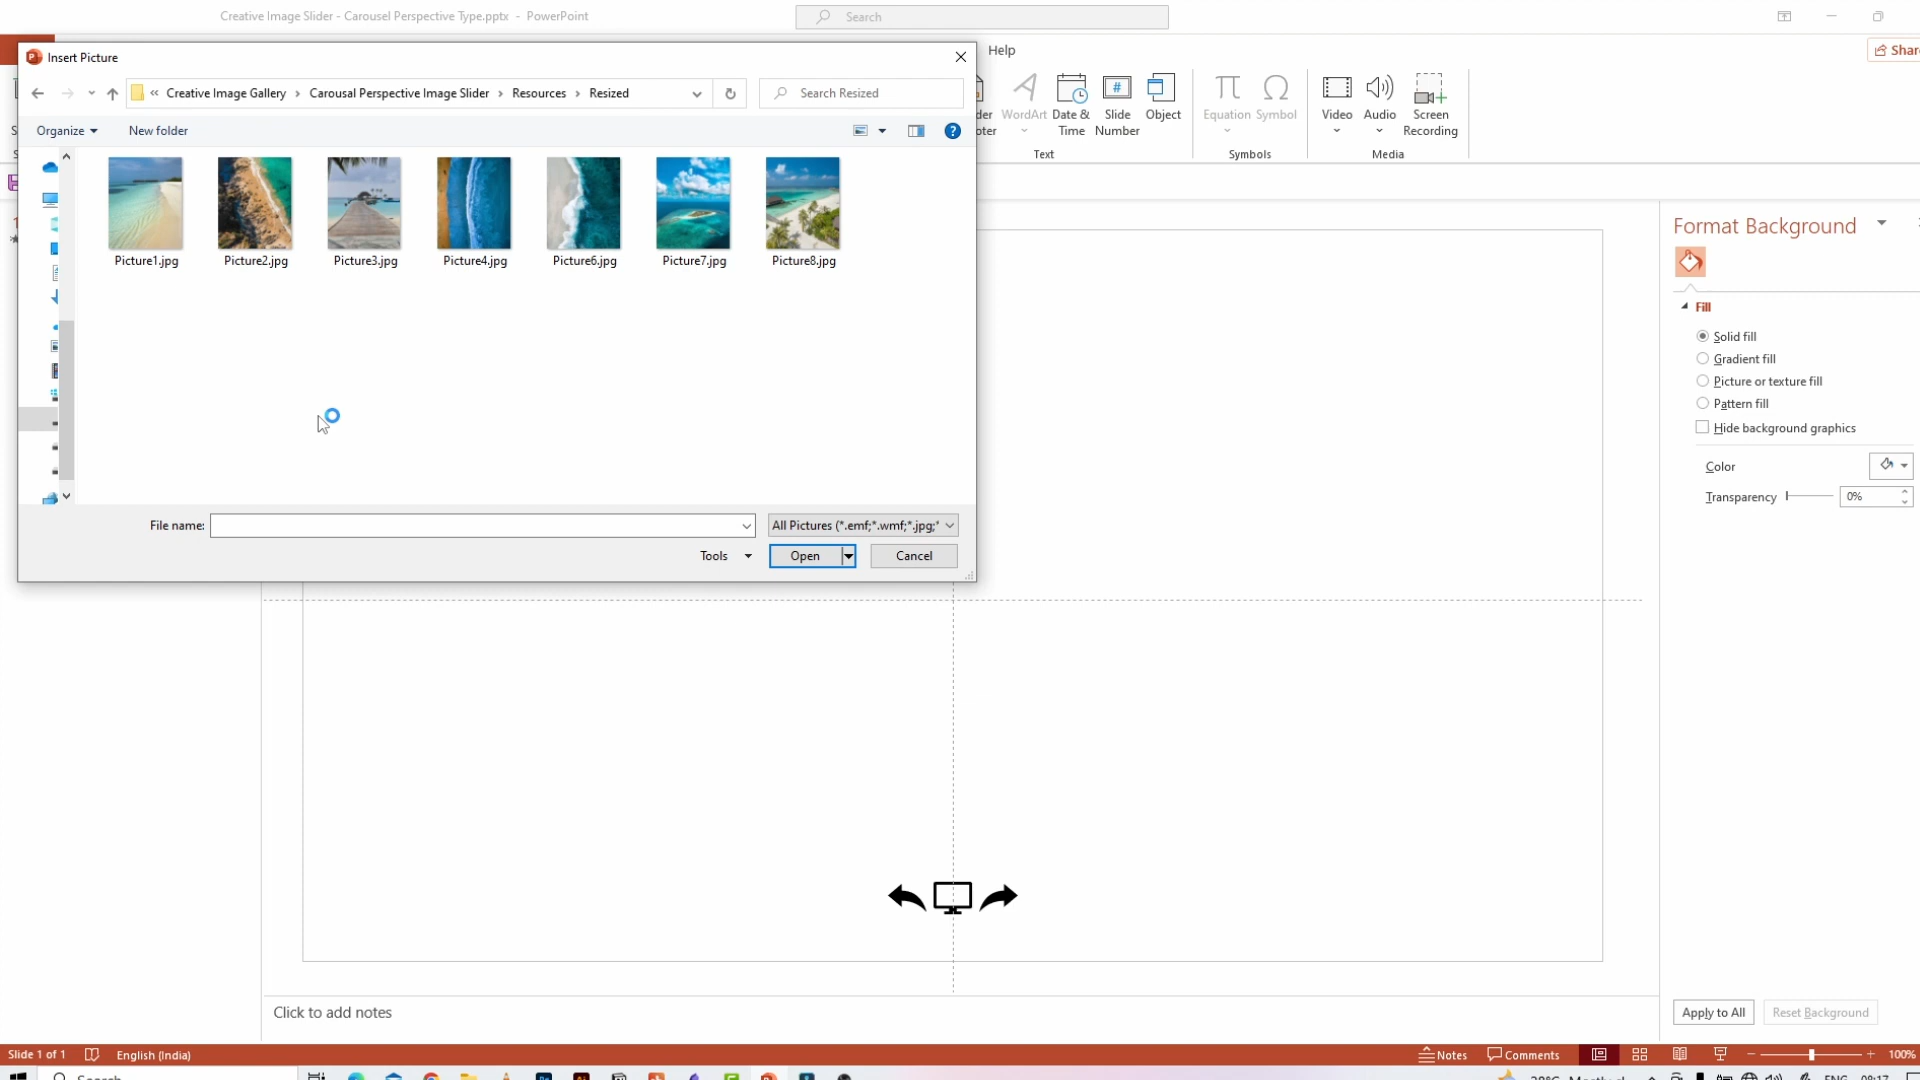 Creative Image Slider - Carousel Perspective Type.pptx - PowerPoint
Search
Insert Picture
Help
Share
« Creative Image Gallery › Carousal Perspective Image Slider › Resources › Resized
Search Resized
WordArt
Date & Time
Slide Number
Object
Equation
Symbol
Video
Audio
Screen Recording
Text
Symbols
Media
Organize
New folder
Picture1.jpg
Picture2.jpg
Picture3.jpg
Picture4.jpg
Picture6.jpg
Picture7.jpg
Picture8.jpg
Format Background
Fill
Solid fill
Gradient fill
Picture or texture fill
Pattern fill
Hide background graphics
Color
Transparency
0%
File name:
All Pictures (*.emf;*.wmf;*.jpg;*
Tools
Open
Cancel
Click to add notes
Apply to All
Reset Background
Slide 1 of 1
English (India)
Notes
Comments
100%
Search
ENG